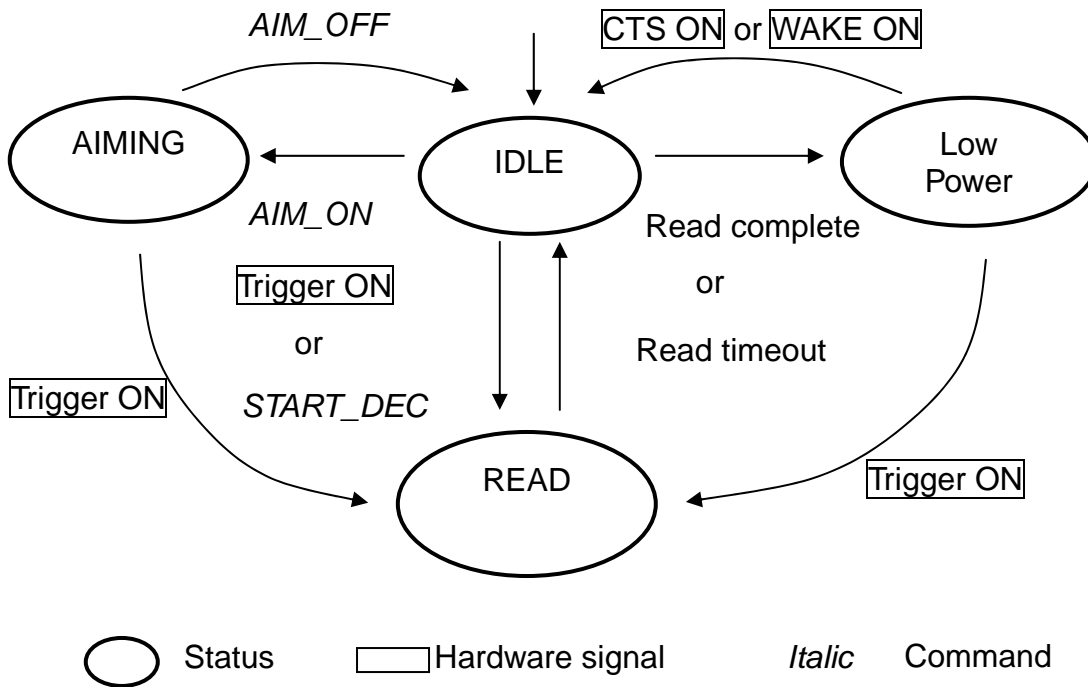 AIM_OFF
CTS ON or WAKE ON
AIMING
IDLE
Low
Power
AIM_ON
Read complete
Trigger ON
or
or
Read timeout
Trigger ON
START_DEC
READ
Trigger ON
Status
Hardware signal
Italic
Command